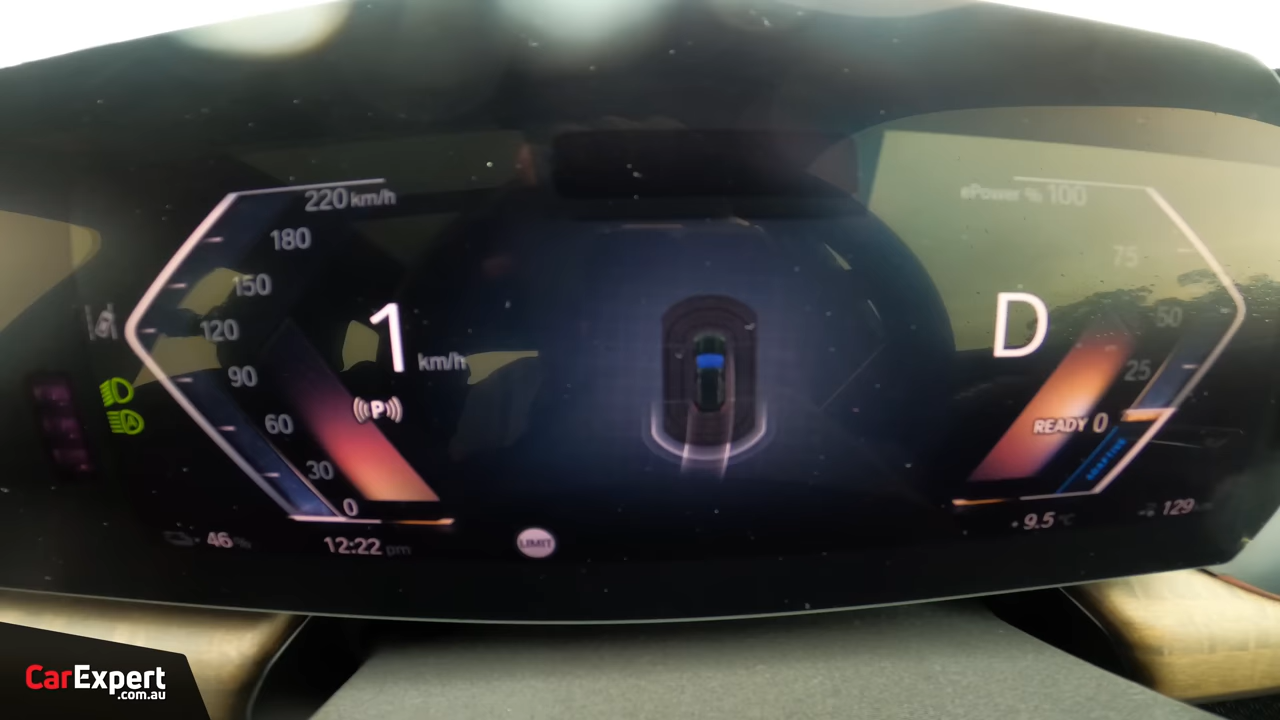 220 km/h
180
150
120
90
60
30
0
1 km/h
(P)
ePower % 100
75
50
25
D
READY 0
ADAPTIVE
46 %
12:22 pm
LIMIT
9.5 °C
129
CarExpert
.com.au